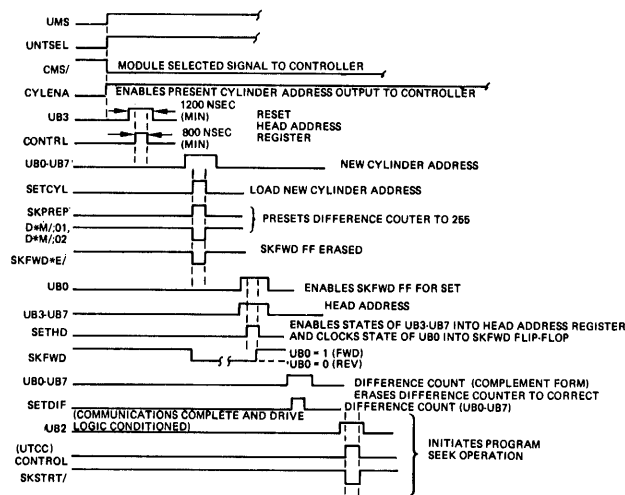 UMS
UNTSEL
CMS/ MODULE SELECTED SIGNAL TO CONTROLLER
CYLENA ENABLES PRESENT CYLINDER ADDRESS OUTPUT TO CONTROLLER
UB3 1200 NSEC (MIN) RESET HEAD ADDRESS REGISTER
CONTRL 800 NSEC (MIN)
UB0-UB7 NEW CYLINDER ADDRESS
SETCYL LOAD NEW CYLINDER ADDRESS
SKPREP
D*M/;01, D*M/;02 PRESETS DIFFERENCE COUTER TO 255
SKFWD*E/ SKFWD FF ERASED
UB0 ENABLES SKFWD FF FOR SET
UB3-UB7 HEAD ADDRESS
SETHD ENABLES STATES OF UB3-UB7 INTO HEAD ADDRESS REGISTER
AND CLOCKS STATE OF UB0 INTO SKFWD FLIP-FLOP
SKFWD UB0 = 1 (FWD)
UB0 = 0 (REV)
UB0-UB7 DIFFERENCE COUNT (COMPLEMENT FORM)
SETDIF ERASES DIFFERENCE COUNTER TO CORRECT
DIFFERENCE COUNT (UB0-UB7)
(COMMUNICATIONS COMPLETE AND DRIVE
LOGIC CONDITIONED)
UB2
(UTCC)
CONTROL
SKSTRT/
INITIATES PROGRAM
SEEK OPERATION